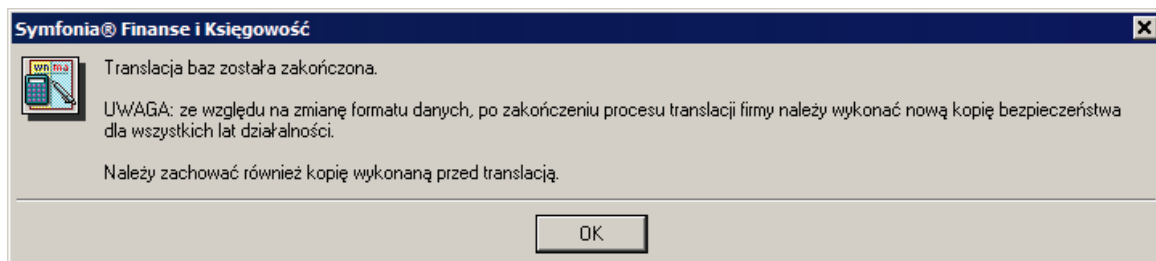 Symfonia® Finanse i Księgowość
wn ma
Translacja baz została zakończona.
UWAGA: ze względu na zmianę formatu danych, po zakończeniu procesu translacji firmy należy wykonać nową kopię bezpieczeństwa
dla wszystkich lat działalności.
Należy zachować również kopię wykonaną przed translacją.
OK